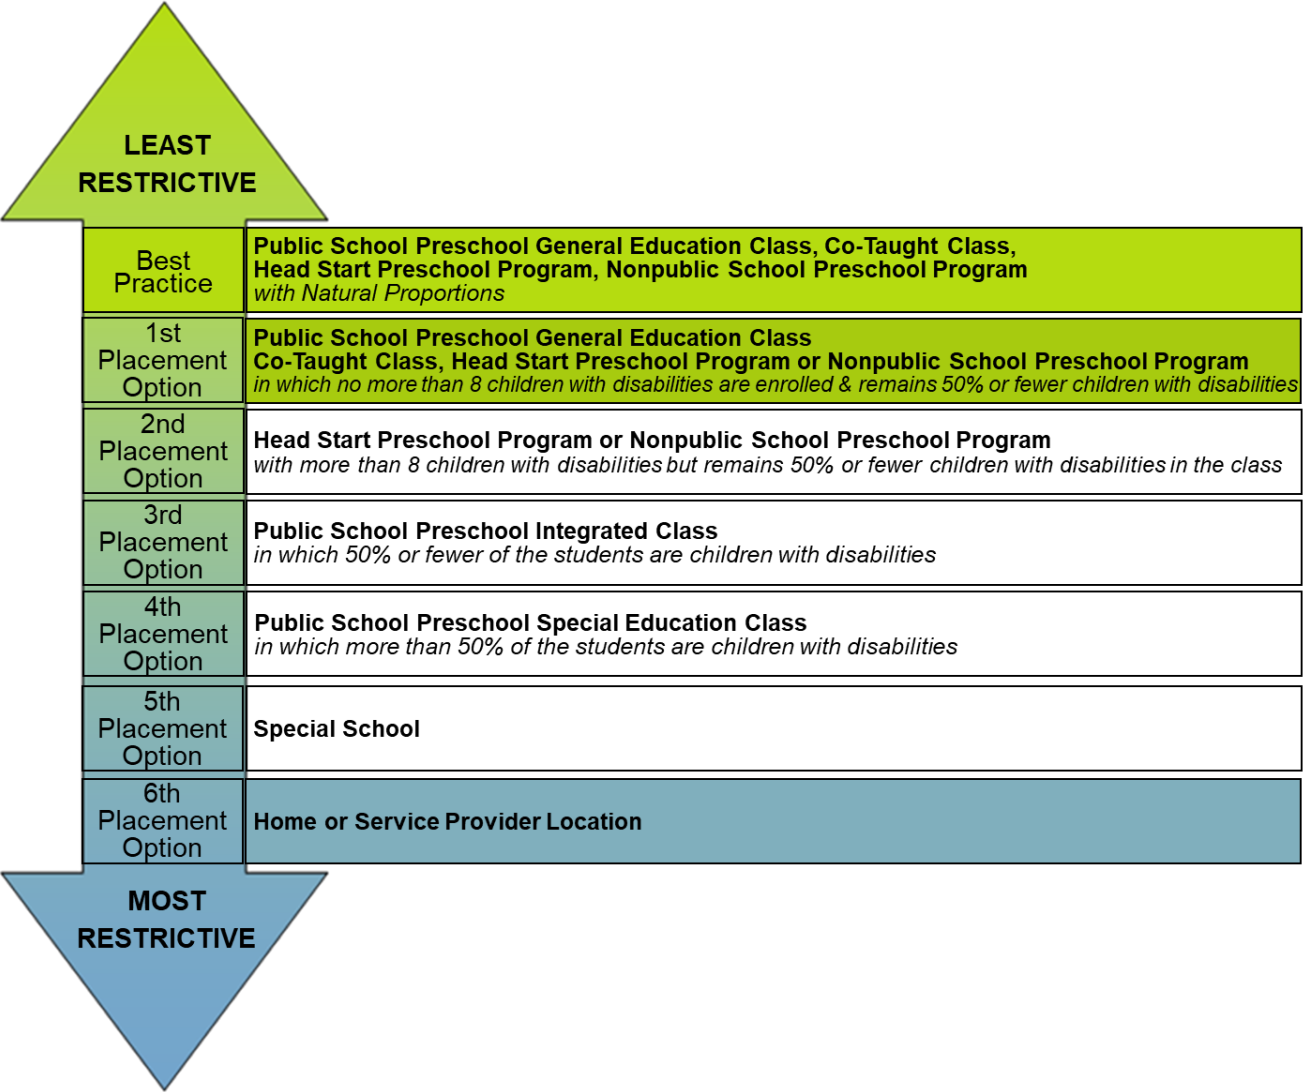 LEAST
RESTRICTIVE
Best
Practice
Public School Preschool General Education Class, Co-Taught Class,
Head Start Preschool Program, Nonpublic School Preschool Program
with Natural Proportions
1st
Placement
Option
Public School Preschool General Education Class
Co-Taught Class, Head Start Preschool Program or Nonpublic School Preschool Program
in which no more than 8 children with disabilities are enrolled & remains 50% or fewer children with disabilities
2nd
Placement
Option
Head Start Preschool Program or Nonpublic School Preschool Program
with more than 8 children with disabilities but remains 50% or fewer children with disabilities in the class
3rd
Placement
Option
Public School Preschool Integrated Class
in which 50% or fewer of the students are children with disabilities
4th
Placement
Option
Public School Preschool Special Education Class
in which more than 50% of the students are children with disabilities
5th
Placement
Option
Special School
6th
Placement
Option
Home or Service Provider Location
MOST
RESTRICTIVE